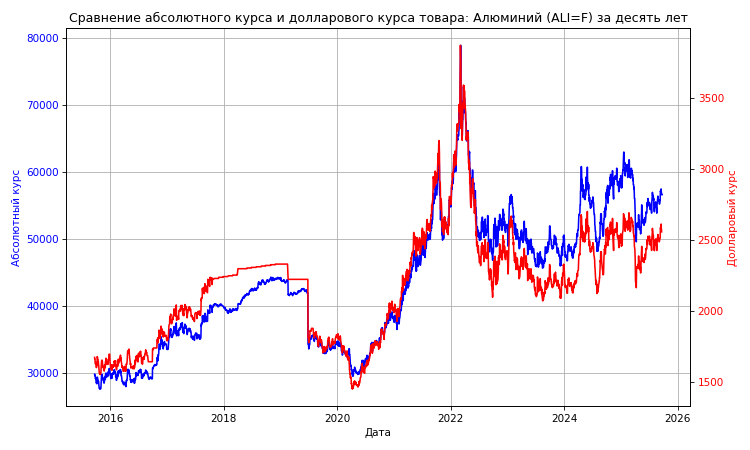 Сравнение абсолютного курса и долларового курса товара: Алюминий (ALI=F) за десять лет
80000
70000
60000
50000
40000
30000
Абсолютный курс
3500
3000
2500
2000
1500
Долларовый курс
2016 2018 2020 2022 2024 2026
Дата